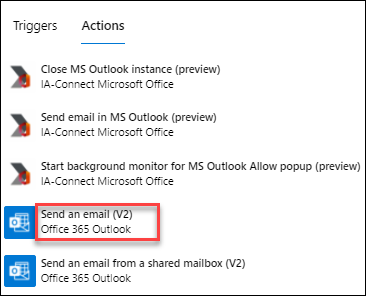 Triggers Actions
Close MS Outlook instance (preview)
IA-Connect Microsoft Office
Send email in MS Outlook (preview)
IA-Connect Microsoft Office
Start background monitor for MS Outlook Allow popup (preview)
IA-Connect Microsoft Office
Send an email (V2)
Office 365 Outlook
Send an email from a shared mailbox (V2)
Office 365 Outlook